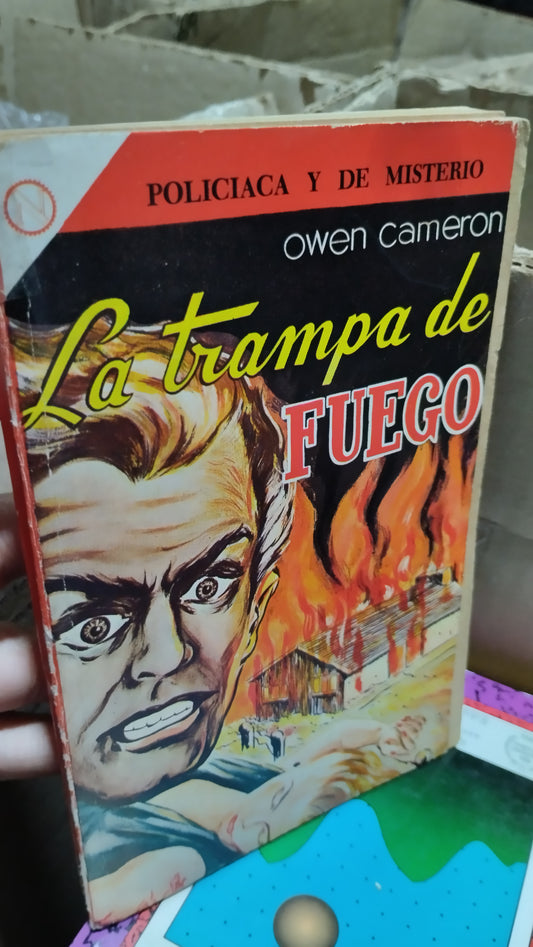 N
POLICIACA Y DE MISTERIO
owen cameron
La trampa de
FUEGO